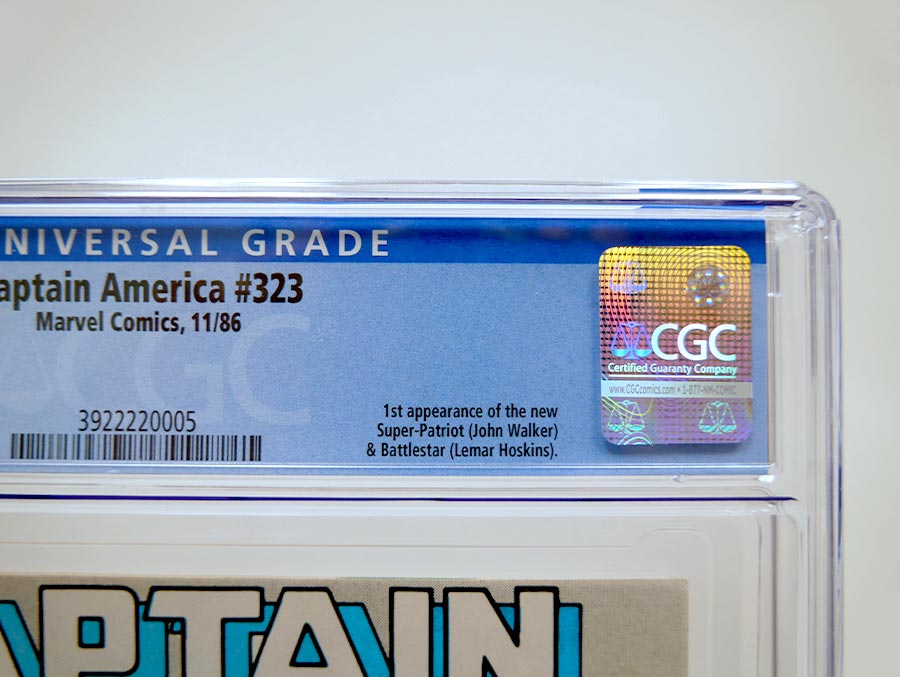 NIVERSAL GRADE
aptain America #323
Marvel Comics, 11/86
CGC
3922220005
1st appearance of the new
Super-Patriot (John Walker)
& Battlestar (Lemar Hoskins).
CGC
Certified Guaranty Company
www.CGCcomics.com • 1-877-NM-COMIC
APTAIN